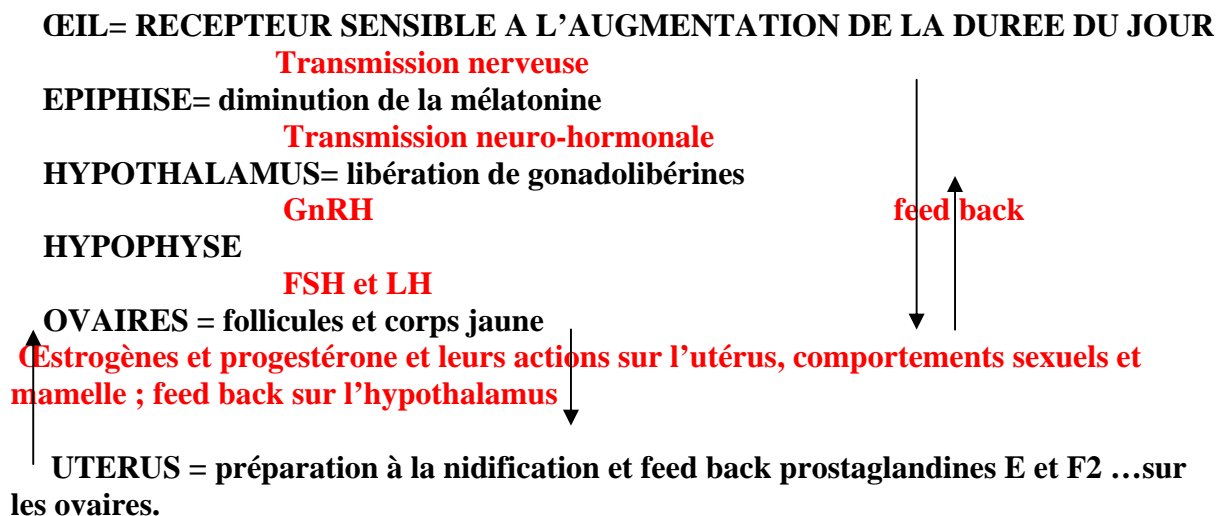 ŒIL= RECEPTEUR SENSIBLE A L’AUGMENTATION DE LA DUREE DU JOUR
Transmission nerveuse
EPIPHISE= diminution de la mélatonine
Transmission neuro-hormonale
HYPOTHALAMUS= libération de gonadolibérines
GnRH feed back
HYPOPHYSE
FSH et LH
OVAIRES = follicules et corps jaune
Œstrogènes et progestérone et leurs actions sur l’utérus, comportements sexuels et
mamelle ; feed back sur l’hypothalamus
UTERUS = préparation à la nidification et feed back prostaglandines E et F2 …sur
les ovaires.